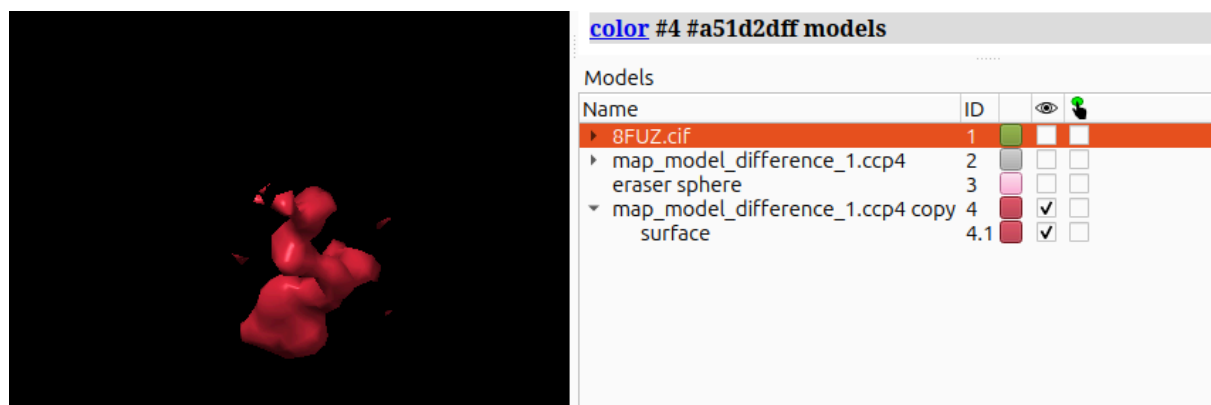 color #4 #a51d2dff models
Models
Name ID
8FUZ.cif 1
map_model_difference_1.ccp4 2
eraser sphere 3
map_model_difference_1.ccp4 copy 4
surface 4.1